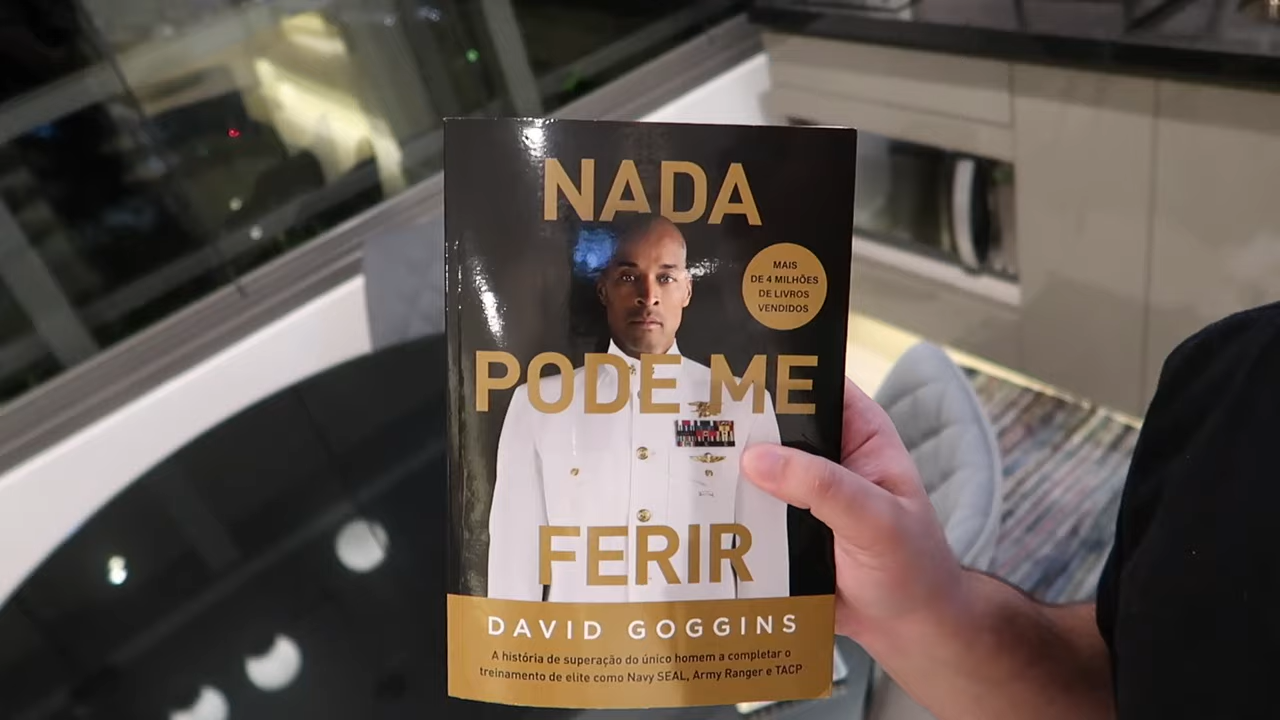 NADA
MAIS
DE 4 MILHÕES
DE LIVROS
VENDIDOS
PODE ME
FERIR
DAVID GOGGINS
A história de superação do único homem a completar o
treinamento de elite como Navy SEAL, Army Ranger e TACP